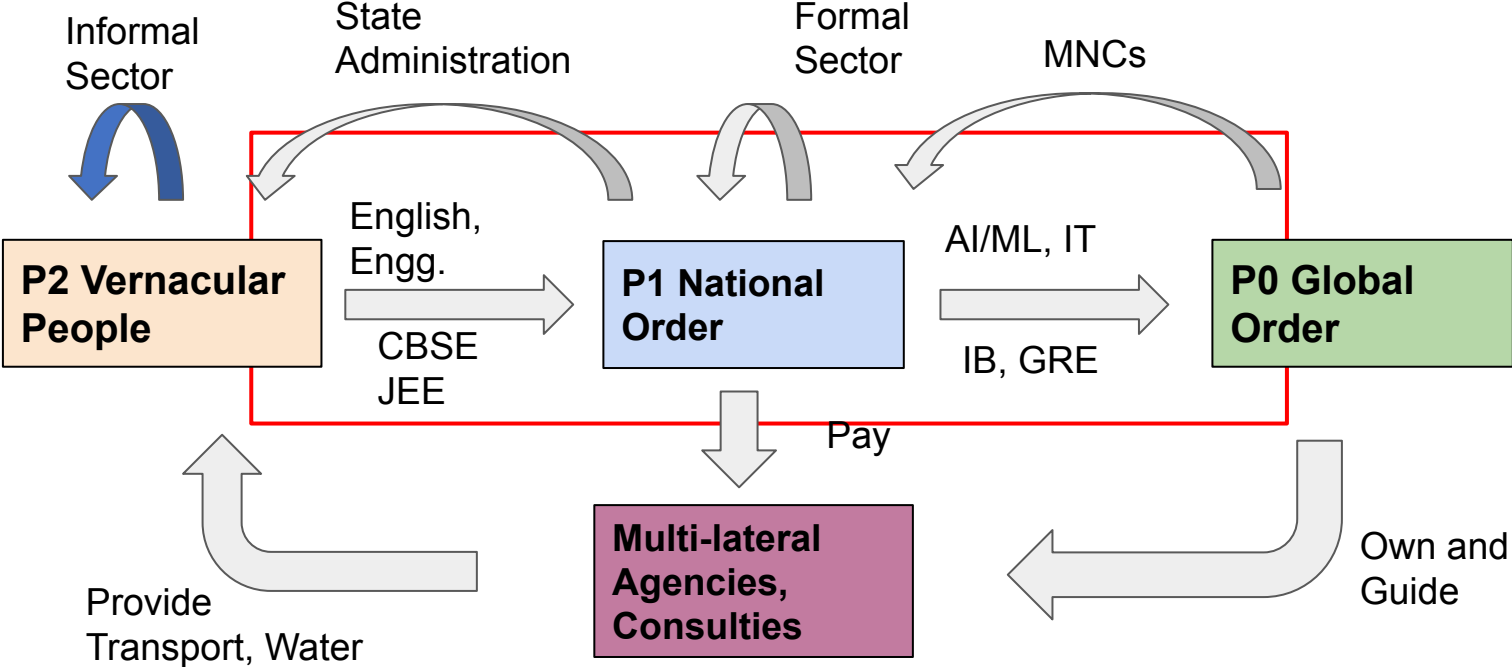 Informal
Sector
State
Administration
Formal
Sector
MNCs
English,
Engg.
AI/ML, IT
P2 Vernacular
People
P1 National
Order
P0 Global
Order
CBSE
JEE
IB, GRE
Pay
Multi-lateral
Agencies,
Consulties
Own and
Guide
Provide
Transport, Water